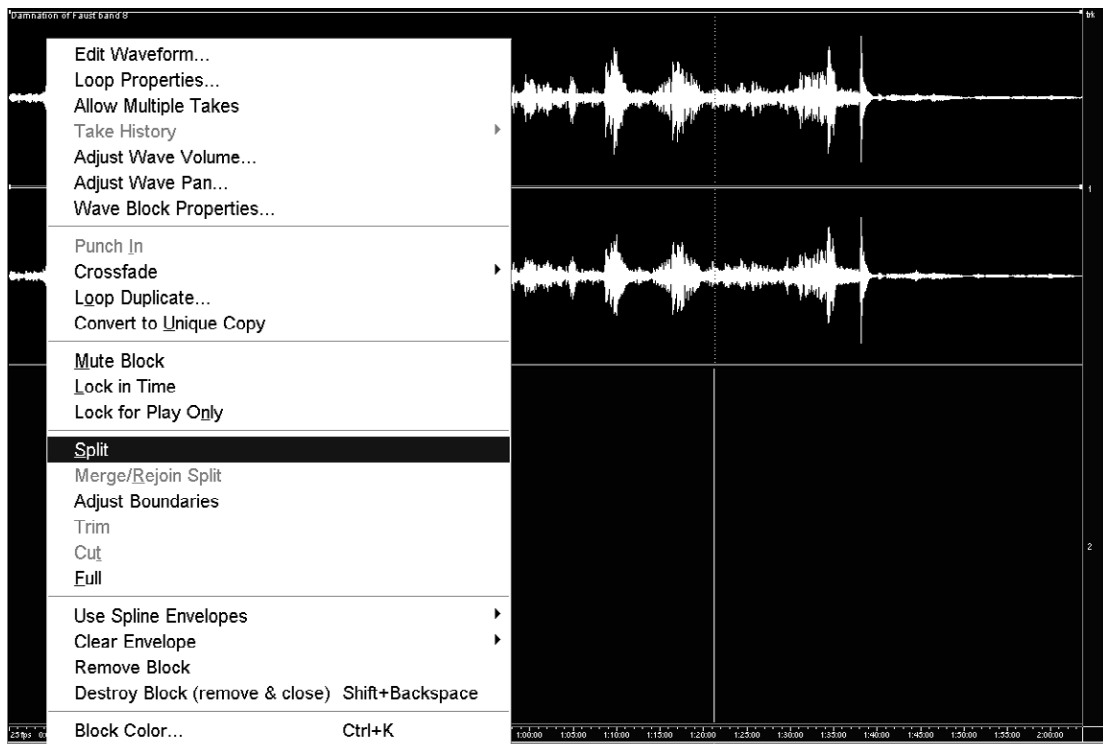 Damnation of Faust band 8
trk
Edit Waveform...
Loop Properties...
Allow Multiple Takes
Take History
Adjust Wave Volume...
Adjust Wave Pan...
Wave Block Properties...
1
Punch In
Crossfade
Loop Duplicate...
Convert to Unique Copy
Mute Block
Lock in Time
Lock for Play Only
Split
Merge/Rejoin Split
Adjust Boundaries
Trim
Cut
2
Full
Use Spline Envelopes
Clear Envelope
Remove Block
Destroy Block (remove & close) Shift+Backspace
Block Color... Ctrl+K
25fps 1:00:00 1:05:00 1:10:00 1:15:00 1:20:00 1:25:00 1:30:00 1:35:00 1:40:00 1:45:00 1:50:00 1:55:00 2:00:00